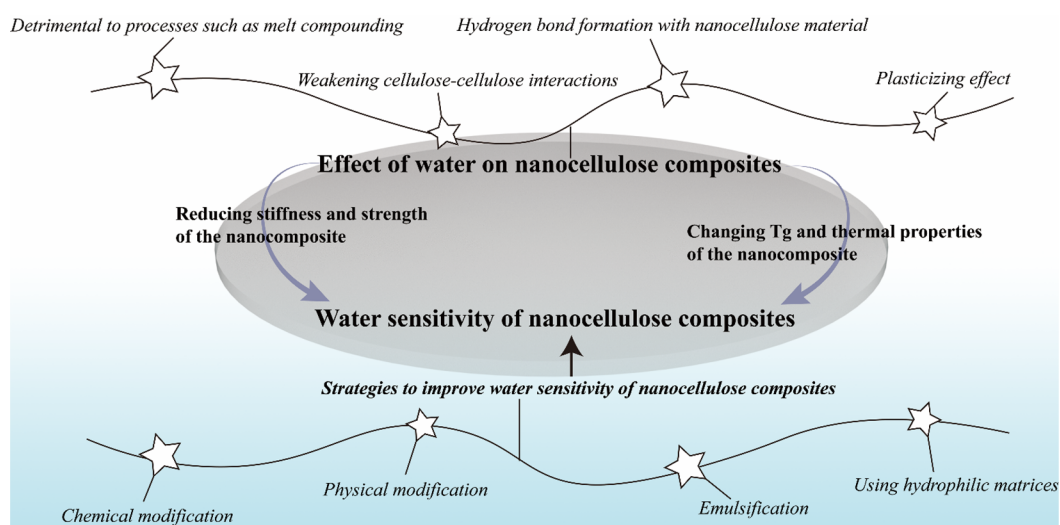 Detrimental to processes such as melt compounding
Hydrogen bond formation with nanocellulose material
Weakening cellulose-cellulose interactions
Plasticizing effect
Effect of water on nanocellulose composites
Reducing stiffness and strength
of the nanocomposite
Changing Tg and thermal properties
of the nanocomposite
Water sensitivity of nanocellulose composites
Strategies to improve water sensitivity of nanocellulose composites
Chemical modification
Physical modification
Emulsification
Using hydrophilic matrices